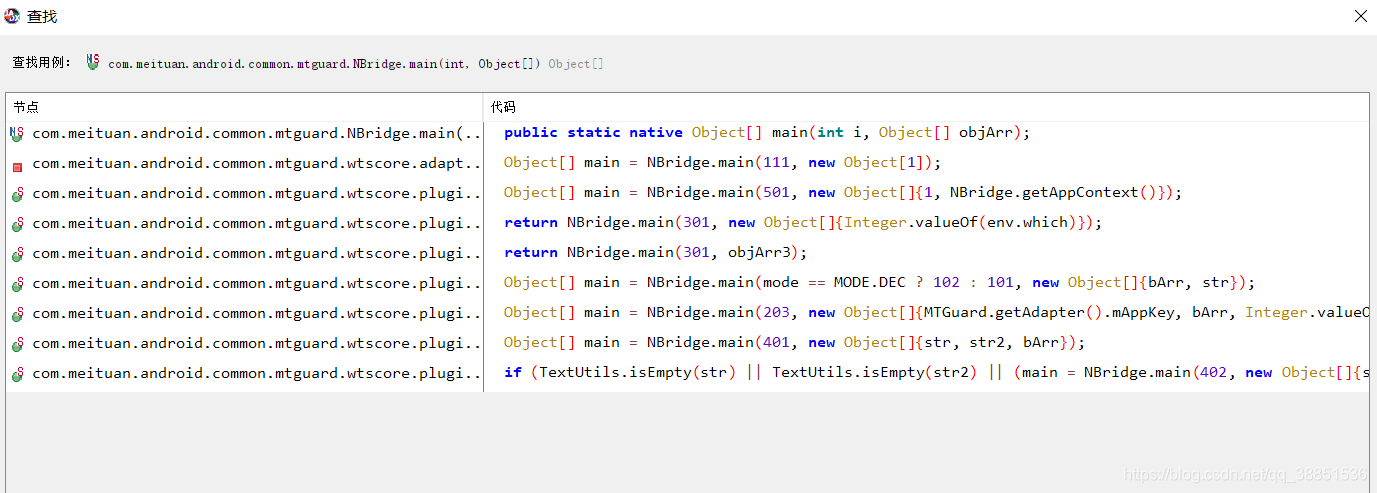 查找
查找用例: com.meituan.android.common.mtguard.NBridge.main(int, Object[]) Object[]
节点 代码
com.meituan.android.common.mtguard.NBridge.main(.. public static native Object[] main(int i, Object[] objArr);
com.meituan.android.common.mtguard.wtscore.adapt.. Object[] main = NBridge.main(111, new Object[1]);
com.meituan.android.common.mtguard.wtscore.plugi.. Object[] main = NBridge.main(501, new Object[]{1, NBridge.getAppContext()});
com.meituan.android.common.mtguard.wtscore.plugi.. return NBridge.main(301, new Object[]{Integer.valueOf(env.which)});
com.meituan.android.common.mtguard.wtscore.plugi.. return NBridge.main(301, objArr3);
com.meituan.android.common.mtguard.wtscore.plugi.. Object[] main = NBridge.main(mode == MODE.DEC ? 102 : 101, new Object[]{bArr, str});
com.meituan.android.common.mtguard.wtscore.plugi.. Object[] main = NBridge.main(203, new Object[]{MTGuard.getAdapter().mAppKey, bArr, Integer.valueO
com.meituan.android.common.mtguard.wtscore.plugi.. Object[] main = NBridge.main(401, new Object[]{str, str2, bArr});
com.meituan.android.common.mtguard.wtscore.plugi.. if (TextUtils.isEmpty(str) || TextUtils.isEmpty(str2) || (main = NBridge.main(402, new Object[]{s
https://blog.csdn.net/qq_38851536